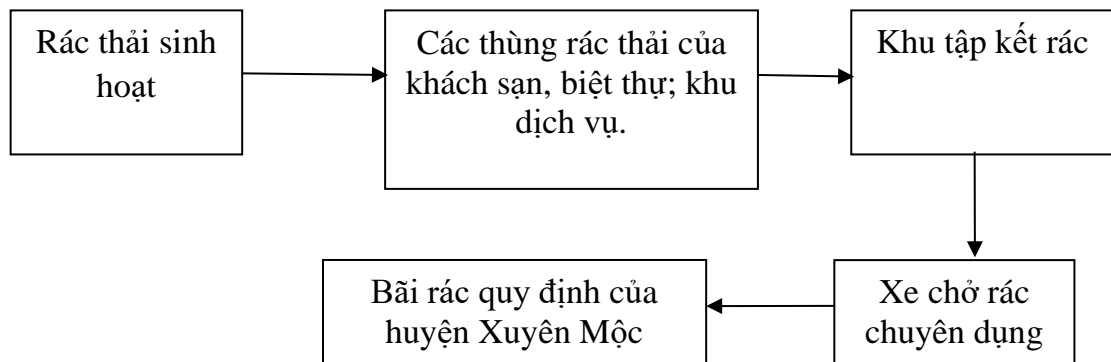 Rác thải sinh
hoạt
Các thùng rác thải của
khách sạn, biệt thự; khu
dịch vụ.
Khu tập kết rác
Xe chở rác
chuyên dụng
Bãi rác quy định của
huyện Xuyên Mộc